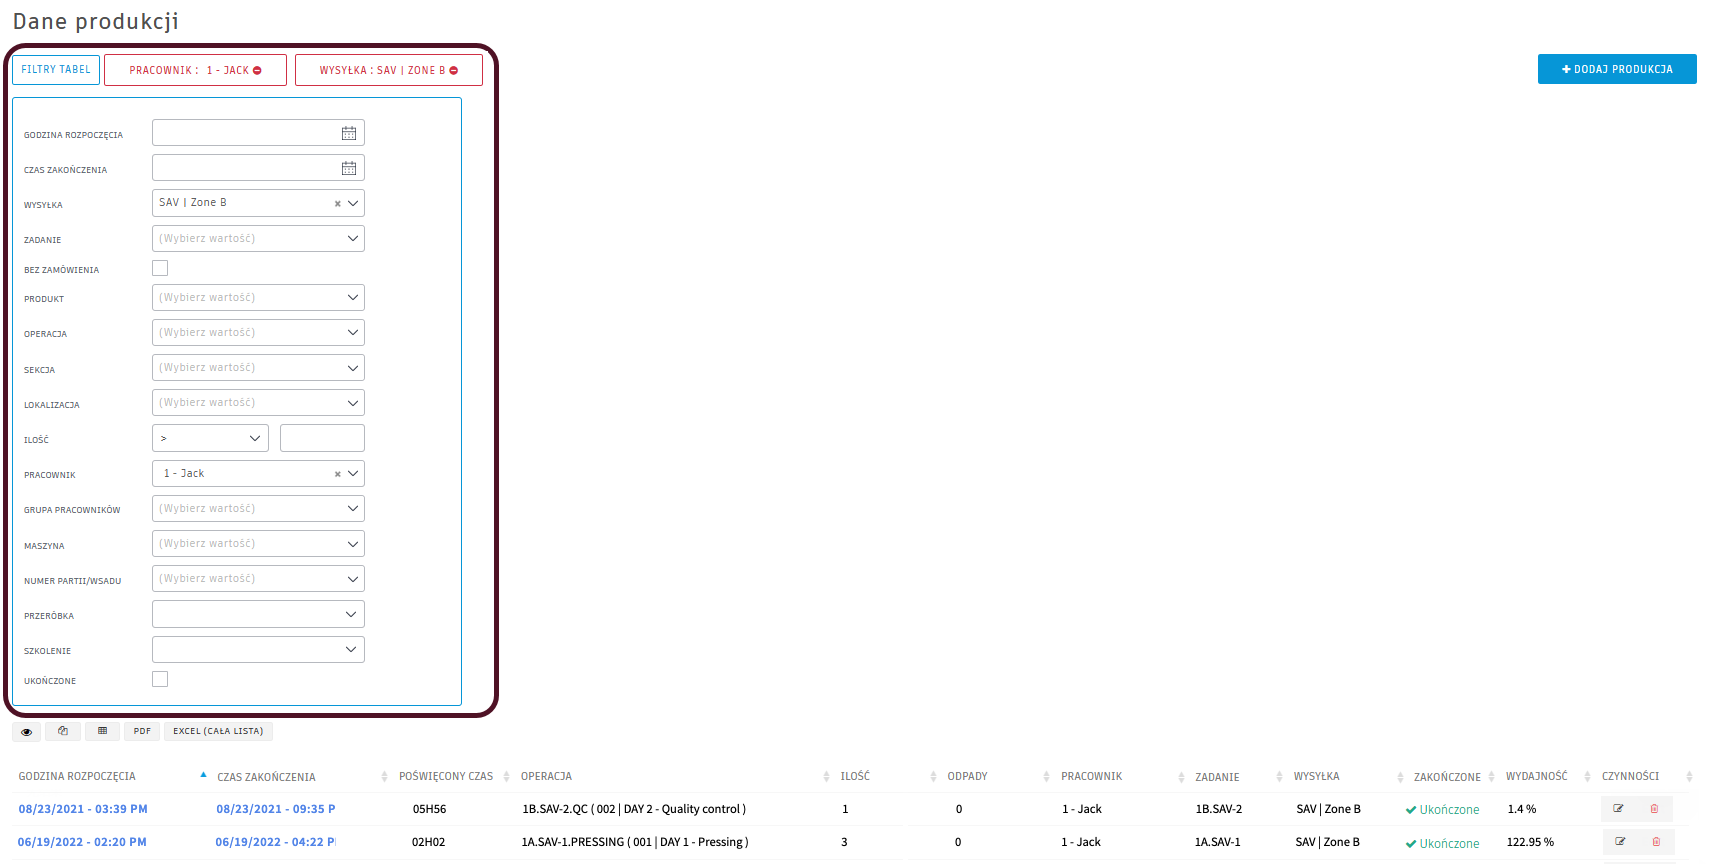 Dane produkcji
FILTRY TABEL PRACOWNIK : 1 - JACK WYSYŁKA : SAV | ZONE B DODAJ PRODUKCJA
GODZINA ROZPOCZĘCIA
CZAS ZAKOŃCZENIA
WYSYŁKA SAV | Zone B
ZADANIE (Wybierz wartość)
BEZ ZAMÓWIENIA
PRODUKT (Wybierz wartość)
OPERACJA (Wybierz wartość)
SEKCJA (Wybierz wartość)
LOKALIZACJA (Wybierz wartość)
ILOŚĆ >
PRACOWNIK 1 - Jack
GRUPA PRACOWNIKÓW (Wybierz wartość)
MASZYNA (Wybierz wartość)
NUMER PARTII/WSADU (Wybierz wartość)
PRZERÓBKA
SZKOLENIE
UKOŃCZONE
PDF EXCEL (CAŁA LISTA)
GODZINA ROZPOCZĘCIA CZAS ZAKOŃCZENIA POŚWIĘCONY CZAS OPERACJA ILOŚĆ ODPADY PRACOWNIK ZADANIE WYSYŁKA ZAKOŃCZONE WYDAJNOŚĆ CZYNNOŚCI
08/23/2021 - 03:39 PM 08/23/2021 - 09:35 P 05H56 1B.SAV-2.QC ( 002 | DAY 2 - Quality control ) 1 0 1 - Jack 1B.SAV-2 SAV | Zone B Ukończone 1.4 %
06/19/2022 - 02:20 PM 06/19/2022 - 04:22 P 02H02 1A.SAV-1.PRESSING ( 001 | DAY 1 - Pressing ) 3 0 1 - Jack 1A.SAV-1 SAV | Zone B Ukończone 122.95 %